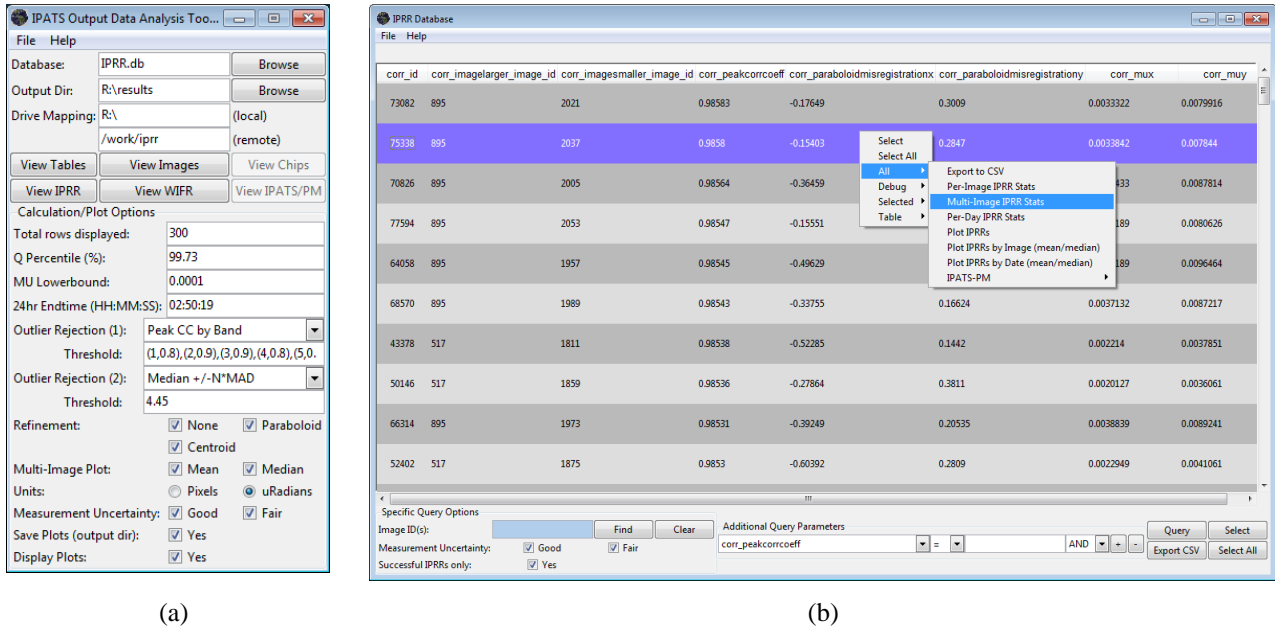 IPATS Output Data Analysis Too...
File Help
Database: IPRR.db Browse
Output Dir: R:\results Browse
Drive Mapping: R:\ (local)
/work/iprr (remote)
View Tables View Images View Chips
View IPRR View WIFR View IPATS/PM
Calculation/Plot Options
Total rows displayed: 300
Q Percentile (%): 99.73
MU Lowerbound: 0.0001
24hr Endtime (HH:MM:SS): 02:50:19
Outlier Rejection (1): Peak CC by Band
Threshold: (1,0.8),(2,0.9),(3,0.9),(4,0.8),(5,0.
Outlier Rejection (2): Median +/-N*MAD
Threshold: 4.45
Refinement: None Paraboloid
Centroid
Multi-Image Plot: Mean Median
Units: Pixels uRadians
Measurement Uncertainty: Good Fair
Save Plots (output dir): Yes
Display Plots: Yes
(a)
IPRR Database
File Help
corr_id corr_imagelarger_image_id corr_imagesmaller_image_id corr_peakcorrcoeff corr_paraboloidmisregistrationx corr_paraboloidmisregistrationy corr_mux corr_muy
73082 895 2021 0.98583 -0.17649 0.3009 0.0033322 0.0079916
75338 895 2037 0.9858 -0.15403 0.2847 0.0033842 0.007844
70826 895 2005 0.98564 -0.36459 433 0.0087814
77594 895 2053 0.98547 -0.15551 189 0.0080626
64058 895 1957 0.98545 -0.49629 189 0.0096464
68570 895 1989 0.98543 -0.33755 0.16624 0.0037132 0.0087217
43378 517 1811 0.98538 -0.52285 0.1442 0.002214 0.0037851
50146 517 1859 0.98536 -0.27864 0.3811 0.0020127 0.0036061
66314 895 1973 0.98531 -0.39249 0.20535 0.0038839 0.0089241
52402 517 1875 0.9853 -0.60392 0.2809 0.0022949 0.0041061
Select
Select All
All
Debug
Selected
Table
Export to CSV
Per-Image IPRR Stats
Multi-Image IPRR Stats
Per-Day IPRR Stats
Plot IPRRs
Plot IPRRs by Image (mean/median)
Plot IPRRs by Date (mean/median)
IPATS-PM
Specific Query Options
Image ID(s): Find Clear
Measurement Uncertainty: Good Fair
Successful IPRRs only: Yes
Additional Query Parameters
corr_peakcorrcoeff = AND + -
Query Select
Export CSV Select All
(b)